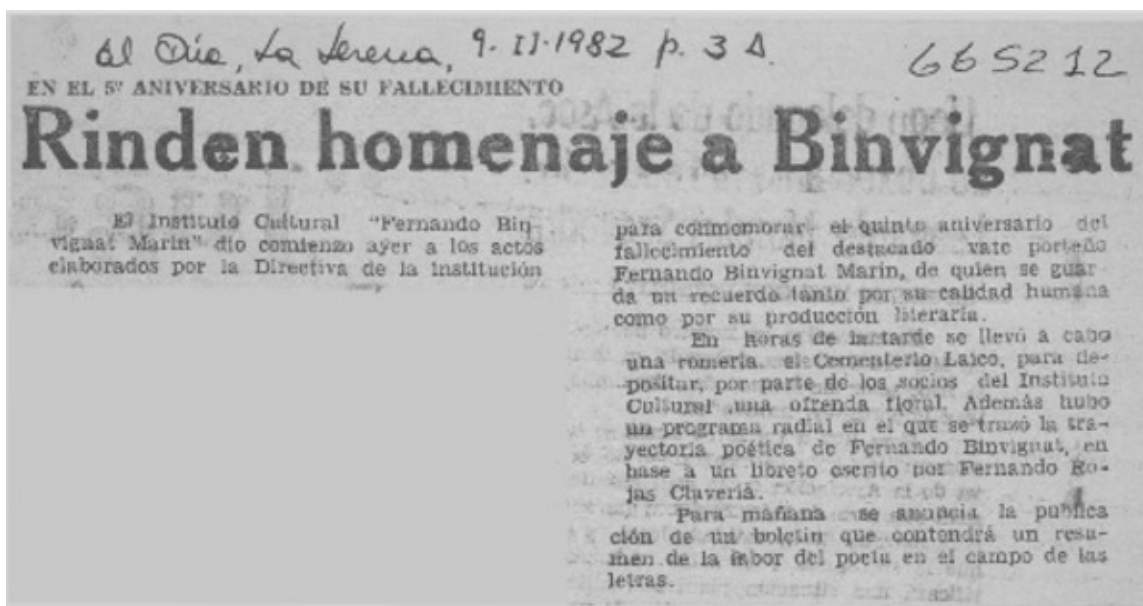 El Día, La Serena, 9-II-1982 p. 3 A.
665212
EN EL 5º ANIVERSARIO DE SU FALLECIMIENTO
Rinden homenaje a Binvignat
El Instituto Cultural "Fernando Bin
vignat Marín" dio comienzo ayer a los actos
elaborados por la Directiva de la institución
para conmemorar el quinto aniversario del
fallecimiento del destacado vate porteño
Fernando Binvignat Marín, de quien se guar
da un recuerdo tanto por su calidad humana
como por su producción literaria.
En horas de la tarde se llevó a cabo
una romería el Cementerio Laico, para de-
positar, por parte de los socios del Instituto
Cultural ,una ofrenda floral. Además hubo
un programa radial en el que se trazó la tra-
yectoria poética de Fernando Binvignat, en
base a un libreto escrito por Fernando Ro-
jas Claveria.
Para mañana se anuncia la publica
ción de un boletín que contendrá un resu-
men de la labor del poeta en el campo de las
letras.